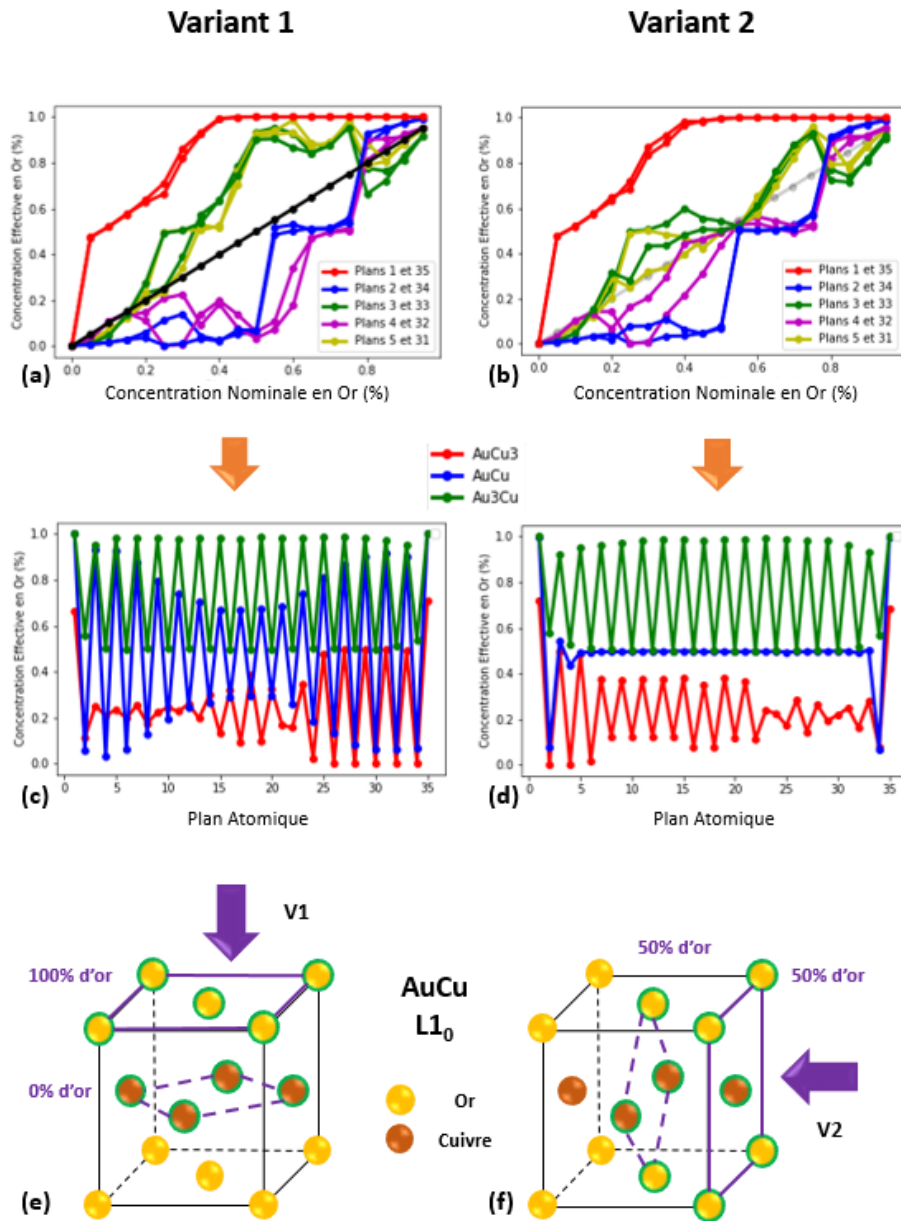 Variant 1
Variant 2
Concentration Effective en Or (%)
1.0
0.8
0.6
0.4
0.2
0.0
Plans 1 et 35
Plans 2 et 34
Plans 3 et 33
Plans 4 et 32
Plans 5 et 31
0.0
0.2
0.4
0.6
0.8
(a)
Concentration Nominale en Or (%)
Concentration Effective en Or (%)
1.0
0.8
0.6
0.4
0.2
0.0
Plans 1 et 35
Plans 2 et 34
Plans 3 et 33
Plans 4 et 32
Plans 5 et 31
0.0
0.2
0.4
0.6
0.8
(b)
Concentration Nominale en Or (%)
AuCu3
AuCu
Au3Cu
Concentration Effective en Or (%)
1.0
0.8
0.6
0.4
0.2
0.0
0
5
10
15
20
25
30
35
(c)
Plan Atomique
Concentration Effective en Or (%)
1.0
0.8
0.6
0.4
0.2
0.0
0
5
10
15
20
25
30
35
(d)
Plan Atomique
V1
100% d'or
0% d'or
(e)
AuCu
L1₀
Or
Cuivre
50% d'or
50% d'or
V2
(f)